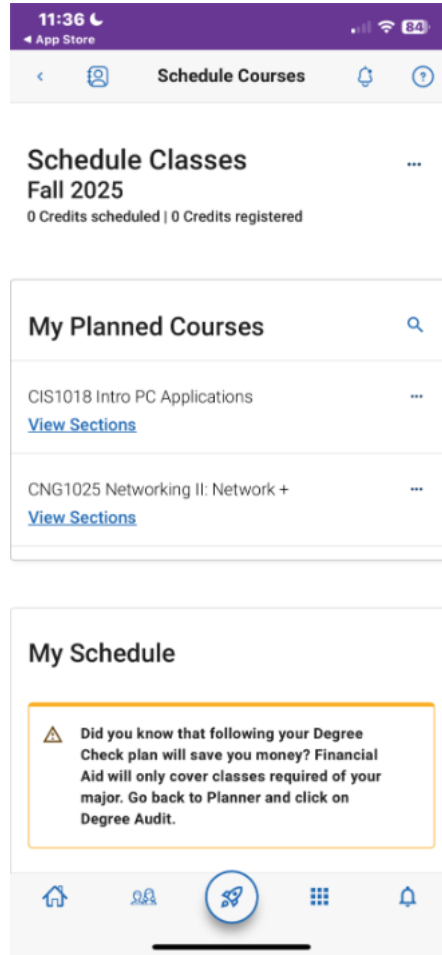 11:36
◀ App Store
84
Schedule Courses
Schedule Classes
Fall 2025
0 Credits scheduled | 0 Credits registered
My Planned Courses
CIS1018 Intro PC Applications
View Sections
CNG1025 Networking II: Network +
View Sections
My Schedule
Did you know that following your Degree
Check plan will save you money? Financial
Aid will only cover classes required of your
major. Go back to Planner and click on
Degree Audit.